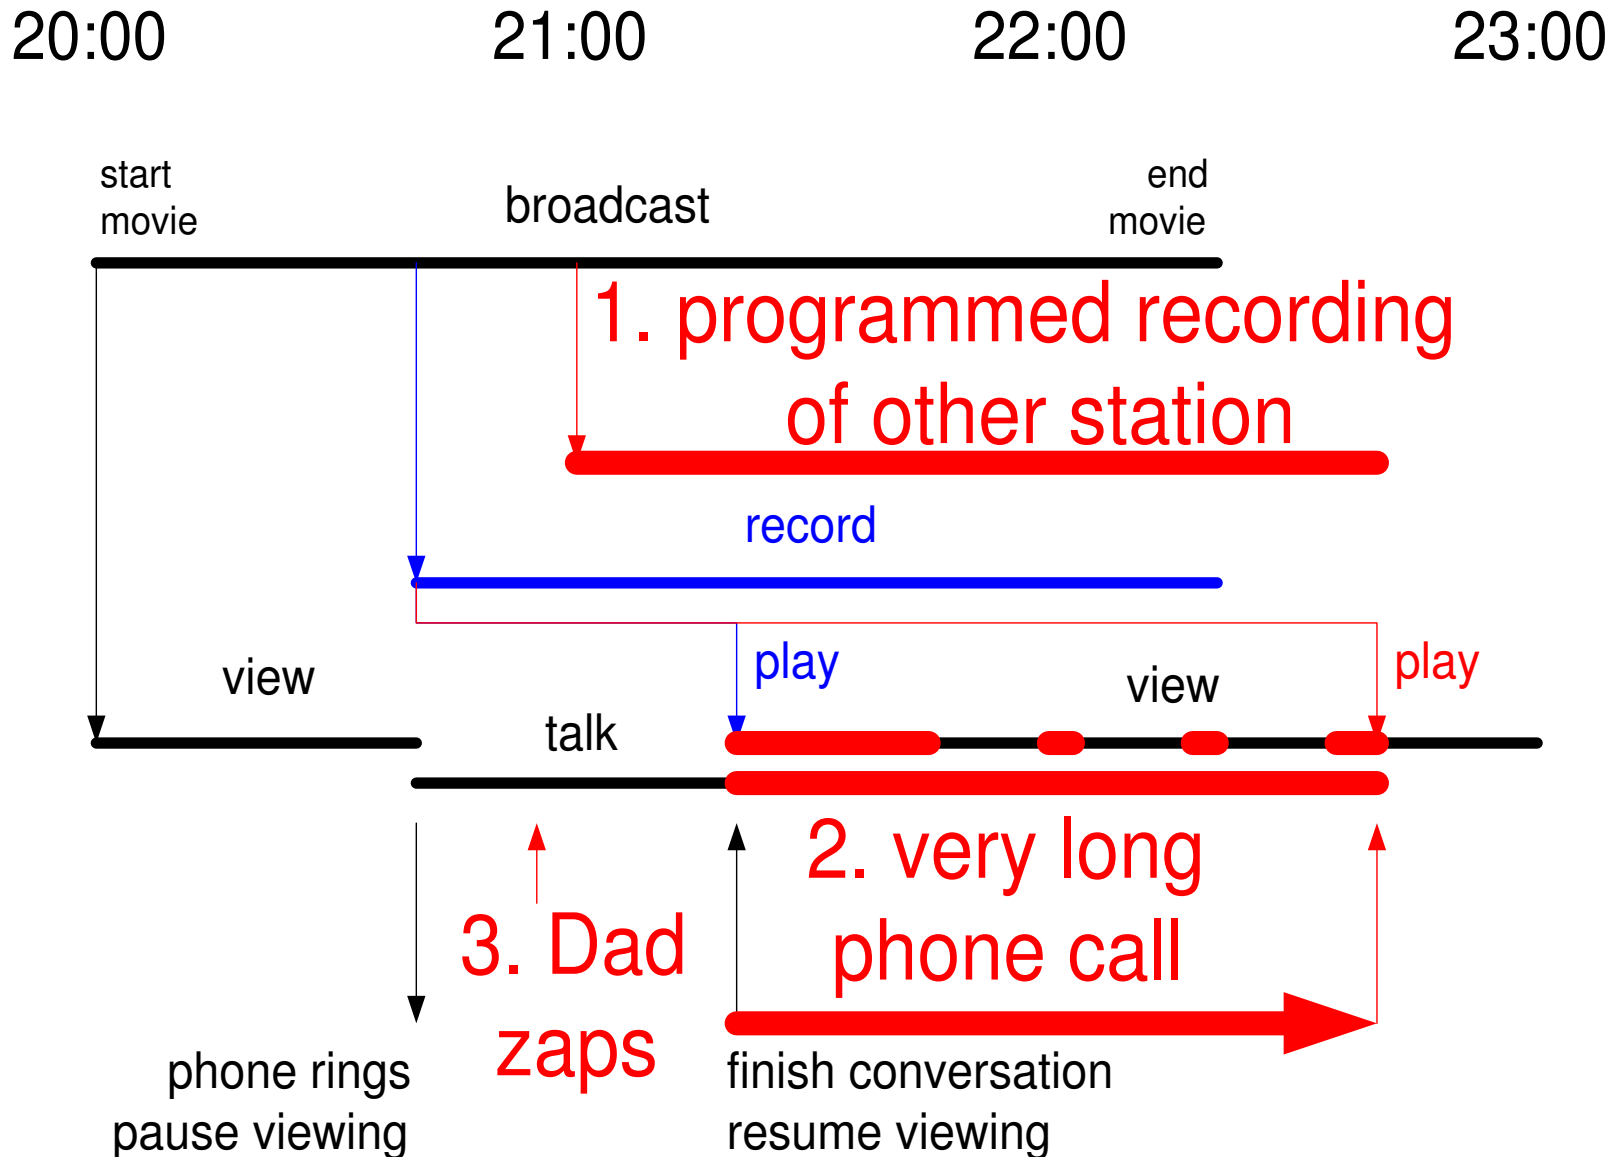 20:00 21:00 22:00 23:00
start
movie
broadcast
end
movie
1. programmed recording
of other station
record
view
play
view
play
talk
2. very long
phone call
3. Dad
zaps
phone rings
pause viewing
finish conversation
resume viewing